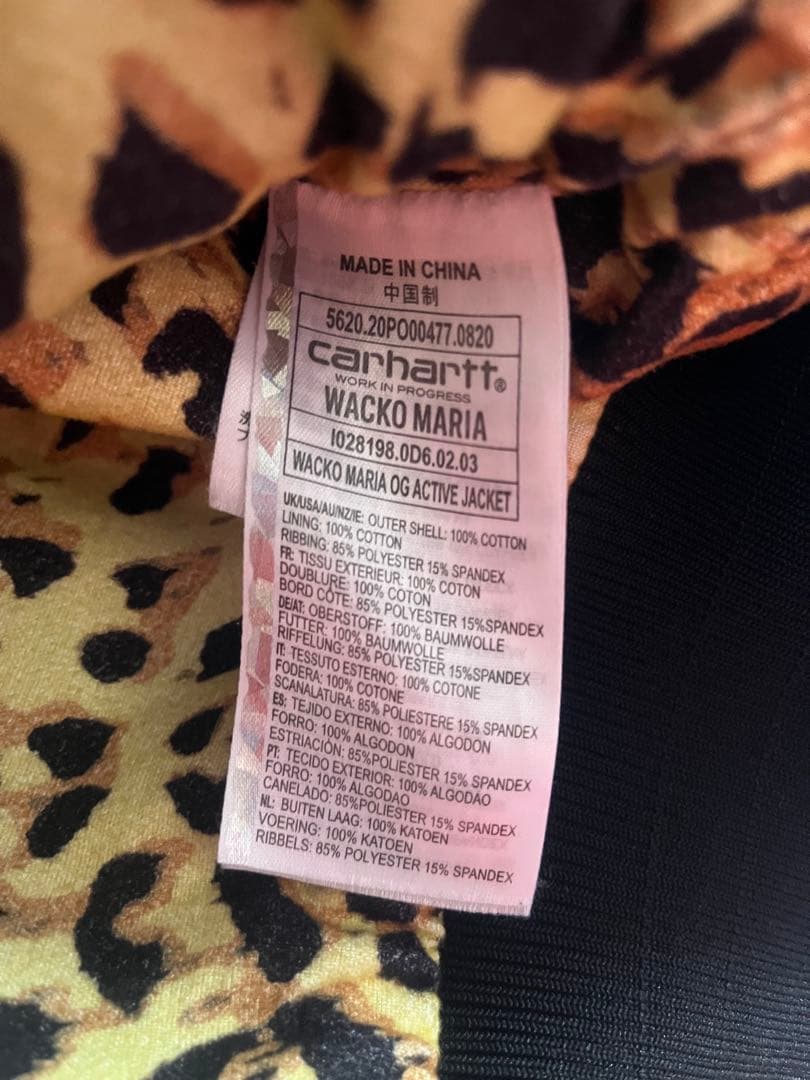 MADE IN CHINA
中国制
5620.20PO00477.0820
carhartt®
WORK IN PROGRESS
WACKO MARIA
I028198.0D6.02.03
WACKO MARIA OG ACTIVE JACKET
UK/USA/AU/NZ/IE: OUTER SHELL: 100% COTTON
LINING: 100% COTTON
RIBBING: 85% POLYESTER 15% SPANDEX
FR: TISSU EXTERIEUR: 100% COTON
DOUBLURE: 100% COTON
BORD CÔTE: 85% POLYESTER 15%SPANDEX
DE/AT: OBERSTOFF: 100% BAUMWOLLE
FUTTER: 100% BAUMWOLLE
RIFFELUNG: 85% POLYESTER 15%SPANDEX
IT: TESSUTO ESTERNO: 100% COTONE
FODERA: 100% COTONE
SCANALATURA: 85% POLIESTERE 15% SPANDEX
ES: TEJIDO EXTERNO: 100% ALGODON
FORRO: 100% ALGODON
ESTRIACIÓN: 85%POLIESTER 15% SPANDEX
PT: TECIDO EXTERIOR: 100% ALGODÃO
FORRO: 100% ALGODAO
CANELADO: 85%POLIESTER 15% SPANDEX
NL: BUITEN LAAG: 100% KATOEN
VOERING: 100% KATOEN
RIBBELS: 85% POLYESTER 15% SPANDEX